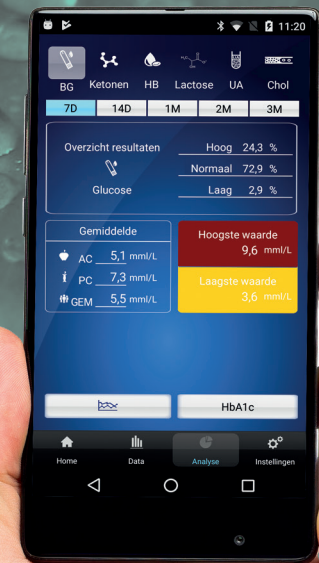 11:20
BG Ketonen HB Lactose UA Chol
7D 14D 1M 2M 3M
Overzicht resultaten
Glucose
Hoog 24,3 %
Normaal 72,9 %
Laag 2,9 %
Gemiddelde
AC 5,1 mml/L
PC 7,3 mml/L
GEM 5,5 mml/L
Hoogste waarde
9,6 mml/L
Laagste waarde
3,6 mml/L
HbA1c
Home Data Analyse Instellingen